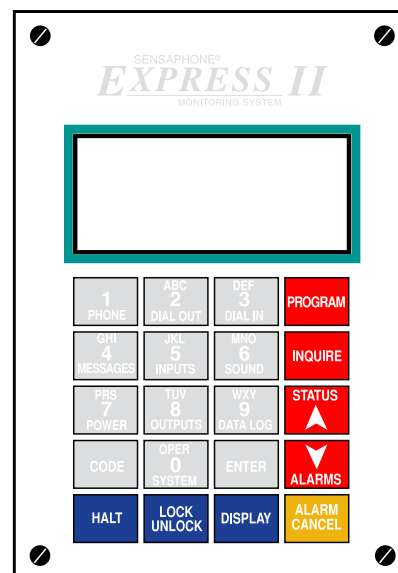 SENSAPHONE®
EXPRESS II
MONITORING SYSTEM
1
PHONE
ABC
2
DIAL OUT
DEF
3
DIAL IN
PROGRAM
GHI
4
MESSAGES
JKL
5
INPUTS
MNO
6
SOUND
INQUIRE
PRS
7
POWER
TUV
8
OUTPUTS
WXY
9
DATA LOG
STATUS
CODE
OPER
0
SYSTEM
ENTER
ALARMS
HALT
LOCK
UNLOCK
DISPLAY
ALARM
CANCEL